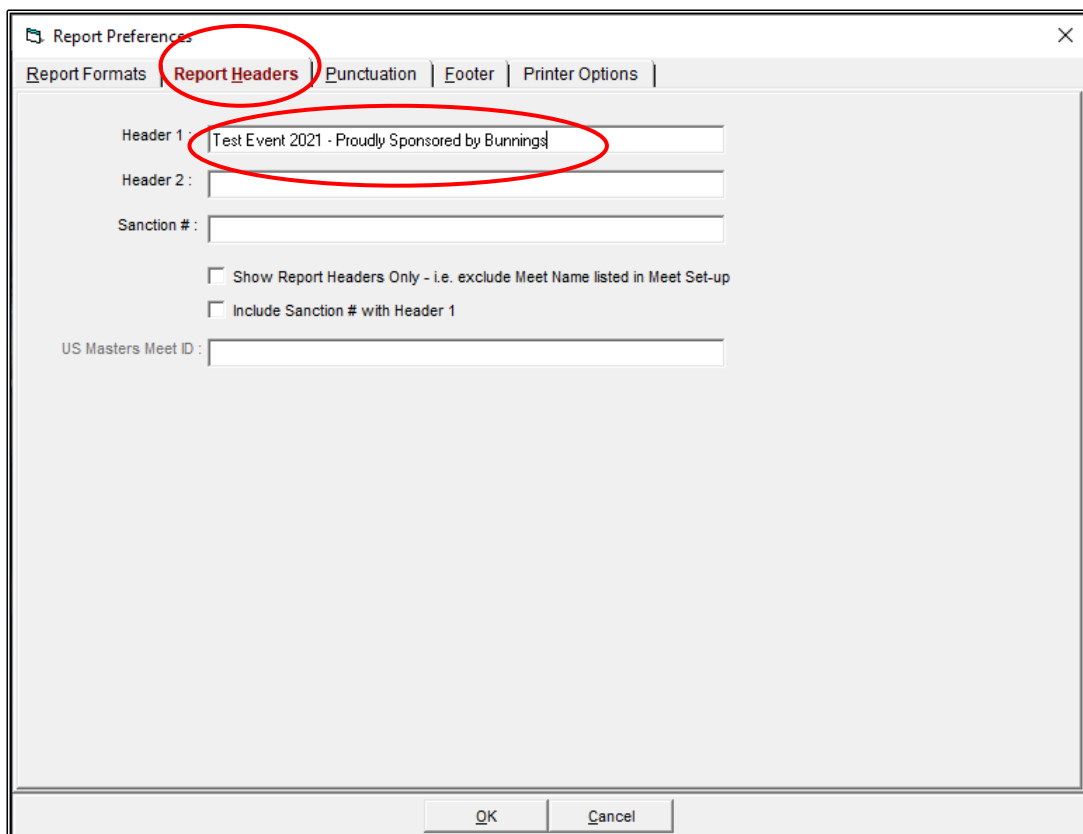 Report Preferences
Report Formats Report Headers Punctuation Footer Printer Options
Header 1 : Test Event 2021 - Proudly Sponsored by Bunnings
Header 2 :
Sanction # :
Show Report Headers Only - i.e. exclude Meet Name listed in Meet Set-up
Include Sanction # with Header 1
US Masters Meet ID :
OK Cancel